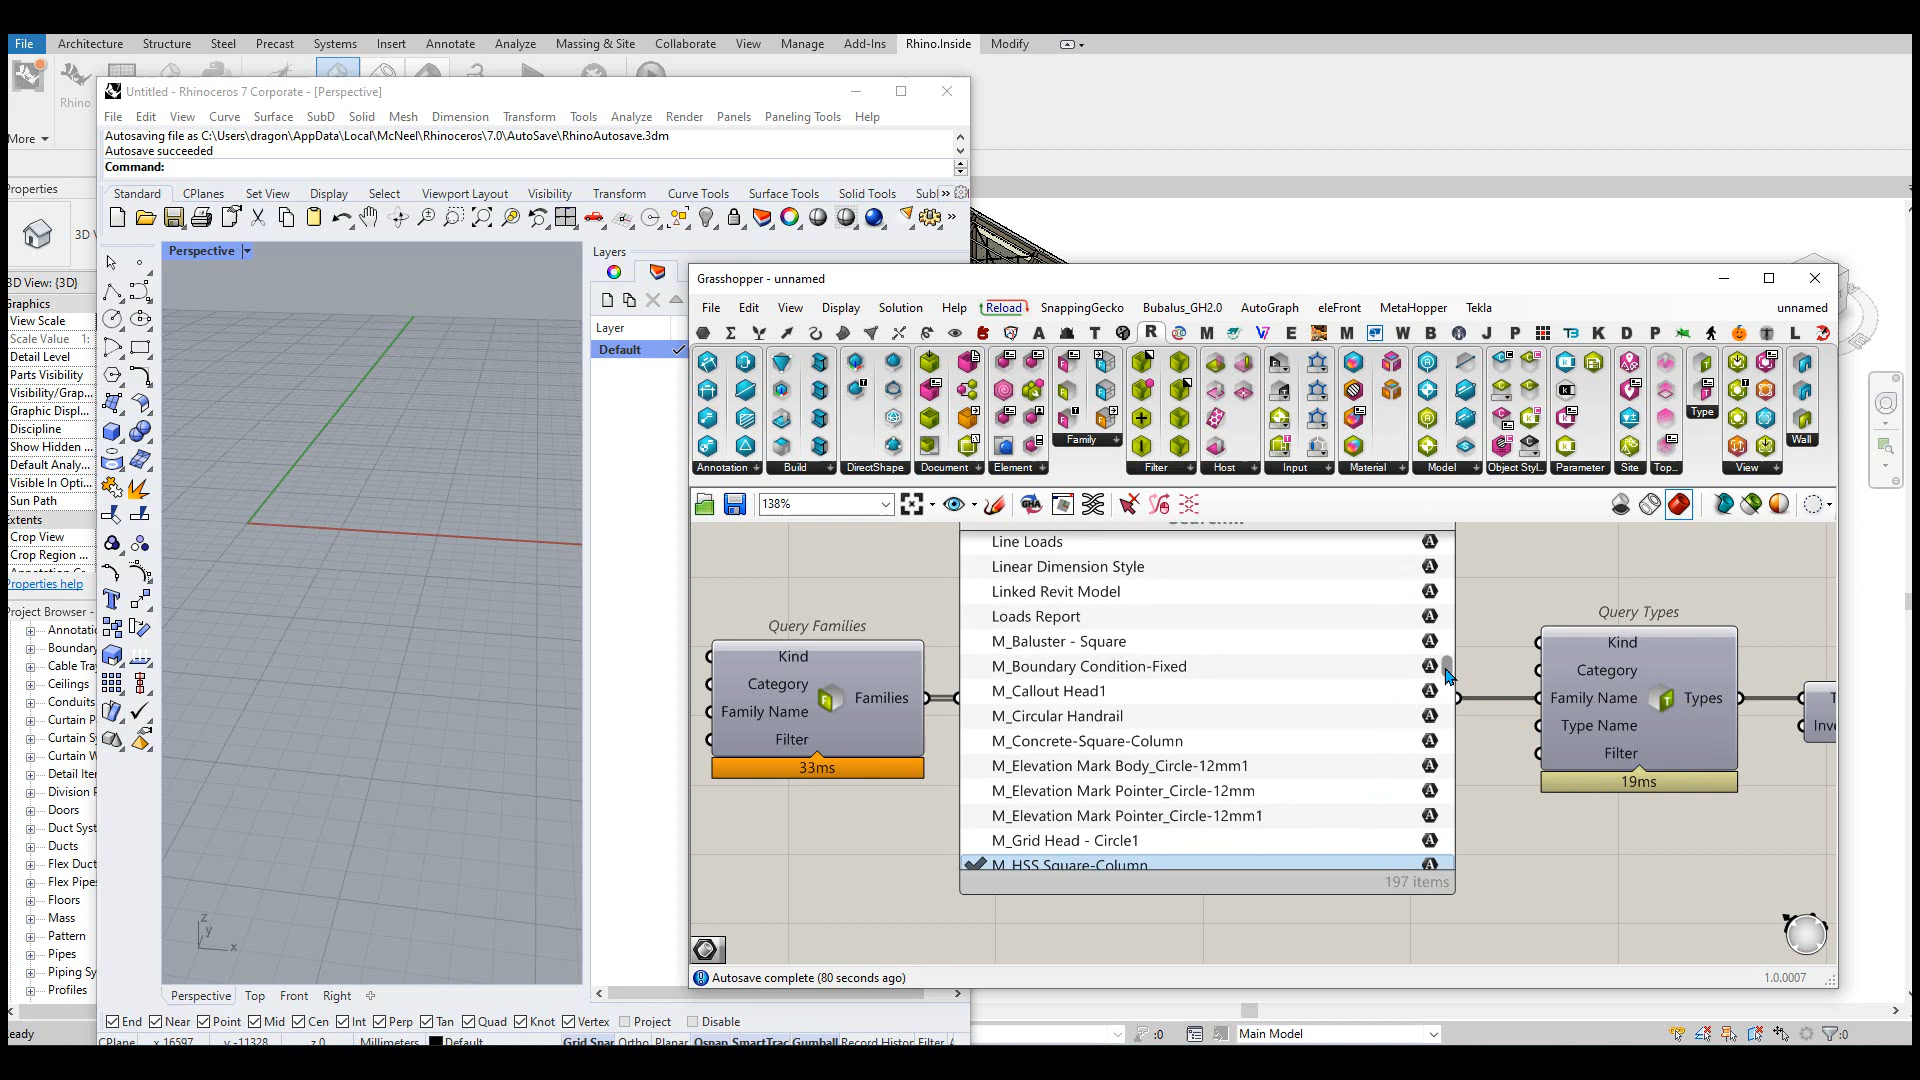 File Architecture Structure Steel Precast Systems Insert Annotate Analyze Massing & Site Collaborate View Manage Add-Ins Rhino.Inside Modify
Rhino
More
Untitled - Rhinoceros 7 Corporate - [Perspective]
File Edit View Curve Surface SubD Solid Mesh Dimension Transform Tools Analyze Render Panels Paneling Tools Help
Autosaving file as C:\Users\dragon\AppData\Local\McNeel\Rhinoceros\7.0\AutoSave\RhinoAutosave.3dm
Autosave succeeded
Command:
Standard CPlanes Set View Display Select Viewport Layout Visibility Transform Curve Tools Surface Tools Solid Tools Subl
Perspective
Layers
Layer
Default
Properties
3D V
3D View: {3D}
Graphics
View Scale
Scale Value 1:
Detail Level
Parts Visibility
Visibility/Grap...
Graphic Displ...
Discipline
Show Hidden ...
Default Analy...
Visible In Opti...
Sun Path
Extents
Crop View
Crop Region ...
Properties help
Project Browser -
Annotatic
Boundary
Cable Tra
Ceilings
Conduits
Curtain P
Curtain Sy
Curtain W
Detail Iter
Division P
Doors
Duct Syst
Ducts
Flex Duct
Flex Pipe
Floors
Mass
Pattern
Pipes
Piping Sy
Profiles
z
y
x
Perspective Top Front Right
End Near Point Mid Cen Int Perp Tan Quad Knot Vertex Project Disable
CPlane x 16597 y -11328 z 0 Millimeters Default Grid Snap Ortho Planar Osnap SmartTrac Gumball Record Histor Filter
Grasshopper - unnamed
File Edit View Display Solution Help Reload SnappingGecko Bubalus_GH2.0 AutoGraph eleFront MetaHopper Tekla unnamed
Annotation Build DirectShape Document Element Family Filter Host Input Material Model Object Styl... Parameter Site Top... Type View Wall
138%
Line Loads
Linear Dimension Style
Linked Revit Model
Loads Report
M_Baluster - Square
M_Boundary Condition-Fixed
M_Callout Head1
M_Circular Handrail
M_Concrete-Square-Column
M_Elevation Mark Body_Circle-12mm1
M_Elevation Mark Pointer_Circle-12mm
M_Elevation Mark Pointer_Circle-12mm1
M_Grid Head - Circle1
M_HSS Square-Column
197 items
Query Families
Kind
Category
Family Name
Filter
Families
33ms
Query Types
Kind
Category
Family Name
Type Name
Filter
Types
19ms
T
Inve
Autosave complete (80 seconds ago)
1.0.0007
:0
Main Model
:0